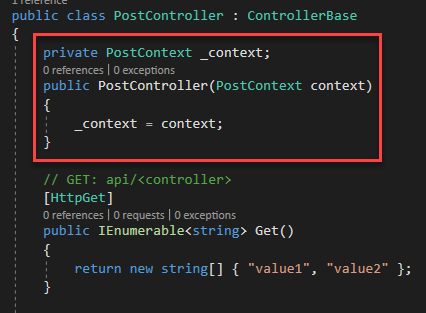 1 reference
public class PostController : ControllerBase
{
private PostContext _context;
0 references | 0 exceptions
public PostController(PostContext context)
{
_context = context;
}
// GET: api/<controller>
[HttpGet]
0 references | 0 requests | 0 exceptions
public IEnumerable<string> Get()
{
return new string[] { "value1", "value2" };
}